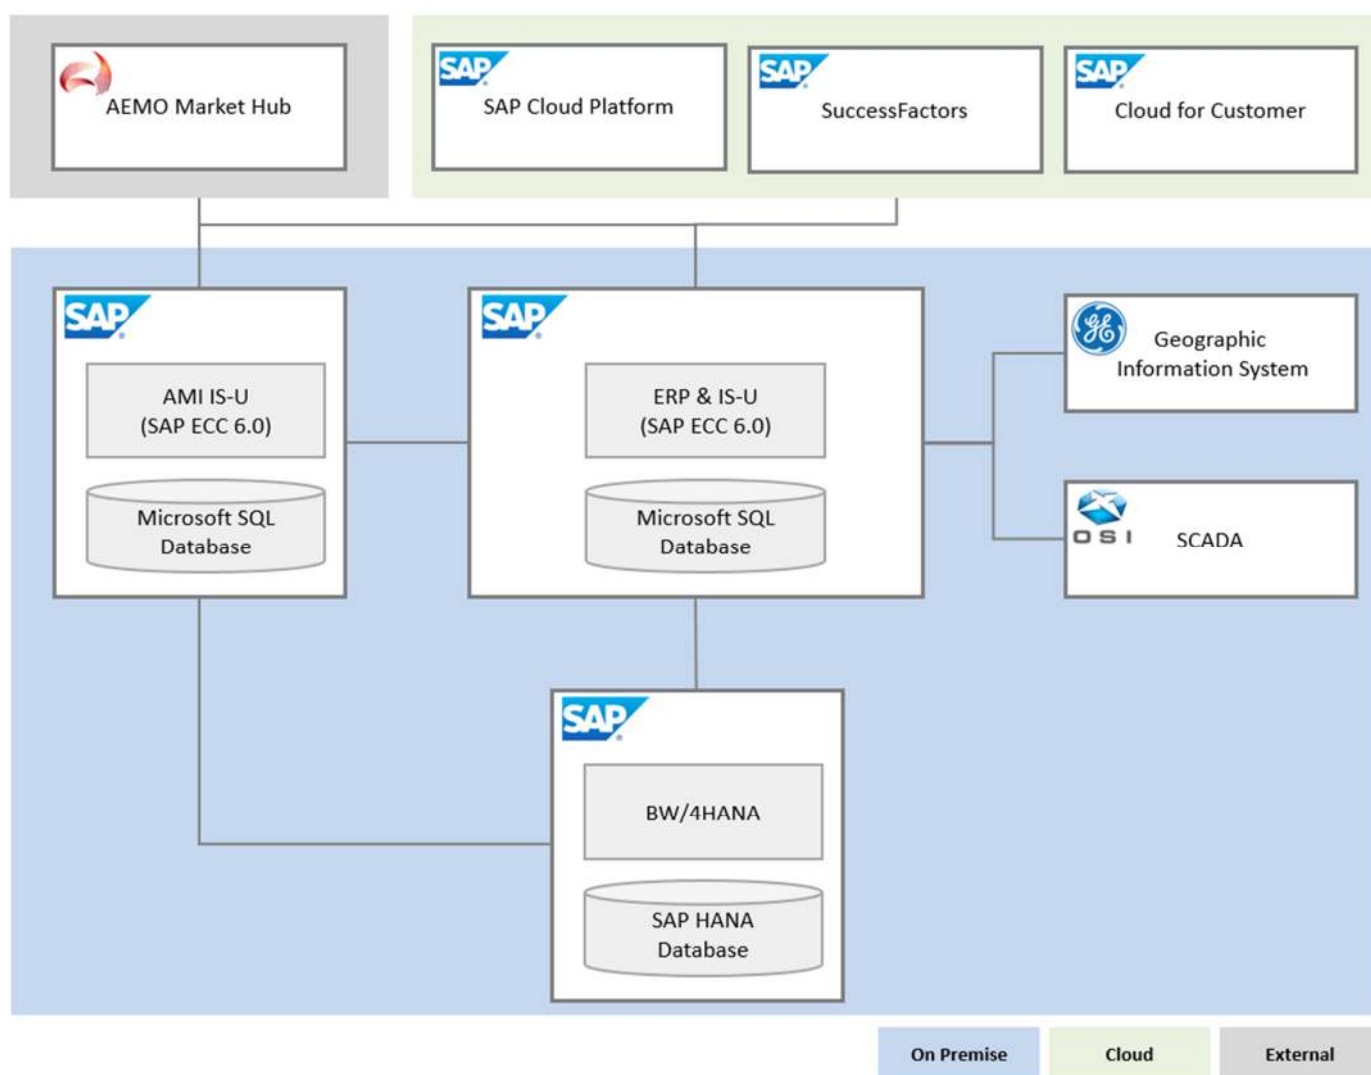 AEMO Market Hub
SAP
SAP Cloud Platform
SAP
SuccessFactors
SAP
Cloud for Customer
SAP
AMI IS-U
(SAP ECC 6.0)
Microsoft SQL
Database
SAP
ERP & IS-U
(SAP ECC 6.0)
Microsoft SQL
Database
GE
Geographic
Information System
OSI
SCADA
SAP
BW/4HANA
SAP HANA
Database
On Premise
Cloud
External